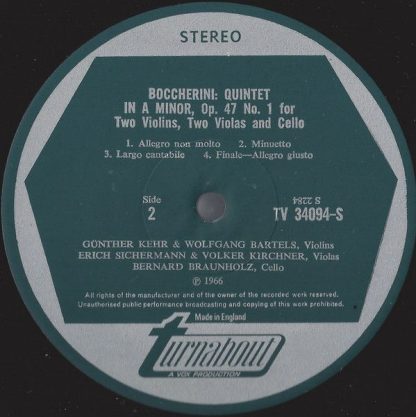 STEREO
BOCCHERINI: QUINTET
IN A MINOR, Op. 47 No. 1 for
Two Violins, Two Violas and Cello
1. Allegro non molto  2. Minuetto
3. Largo cantabile  4. Finale—Allegro giusto
Side
2
TV 34094-S
S 2284
GÜNTHER KEHR & WOLFGANG BARTELS, Violins
ERICH SICHERMANN & VOLKER KIRCHNER, Violas
BERNARD BRAUNHOLZ, Cello
℗ 1966
All rights of the manufacturer and of the owner of the recorded work reserved.
Unauthorised public performance broadcasting and copying of this work prohibited.
Made in England
turnabout
A VOX PRODUCTION